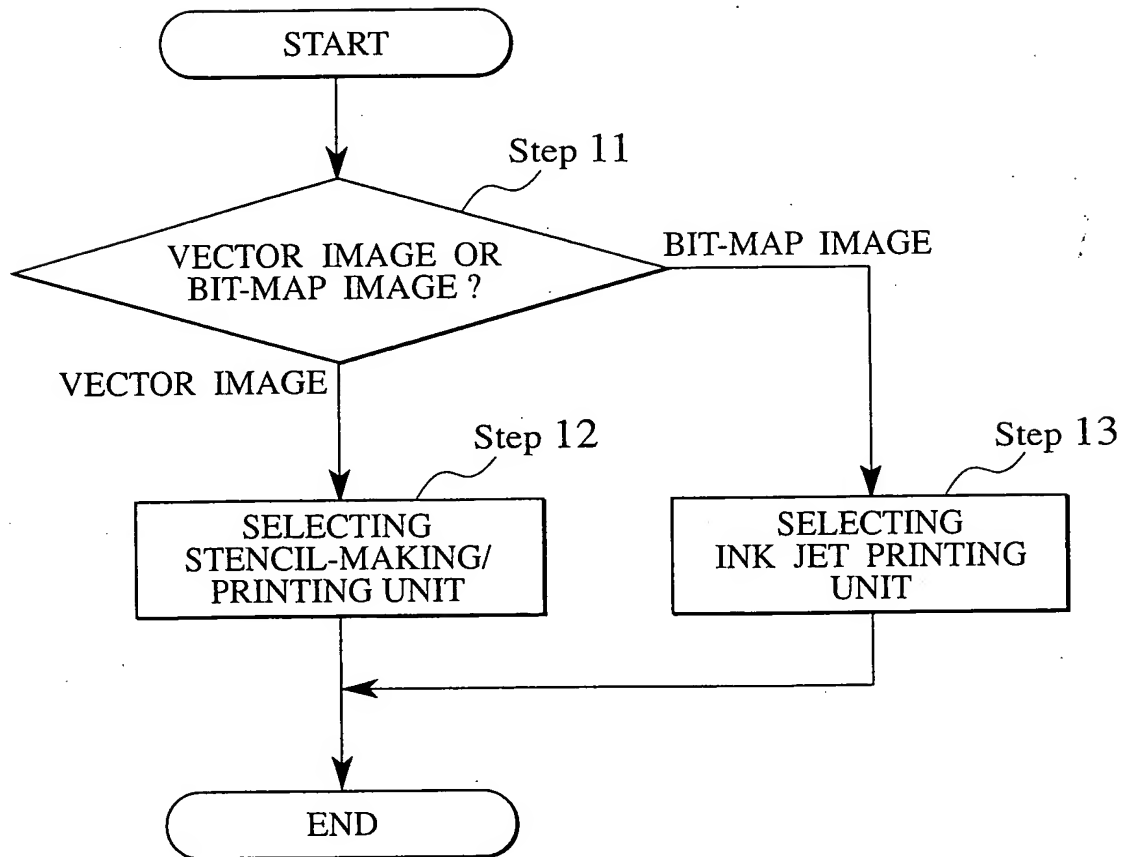 START
Step 11
VECTOR IMAGE OR
BIT-MAP IMAGE ?
BIT-MAP IMAGE
VECTOR IMAGE
Step 12
SELECTING
STENCIL-MAKING/
PRINTING UNIT
Step 13
SELECTING
INK JET PRINTING
UNIT
END